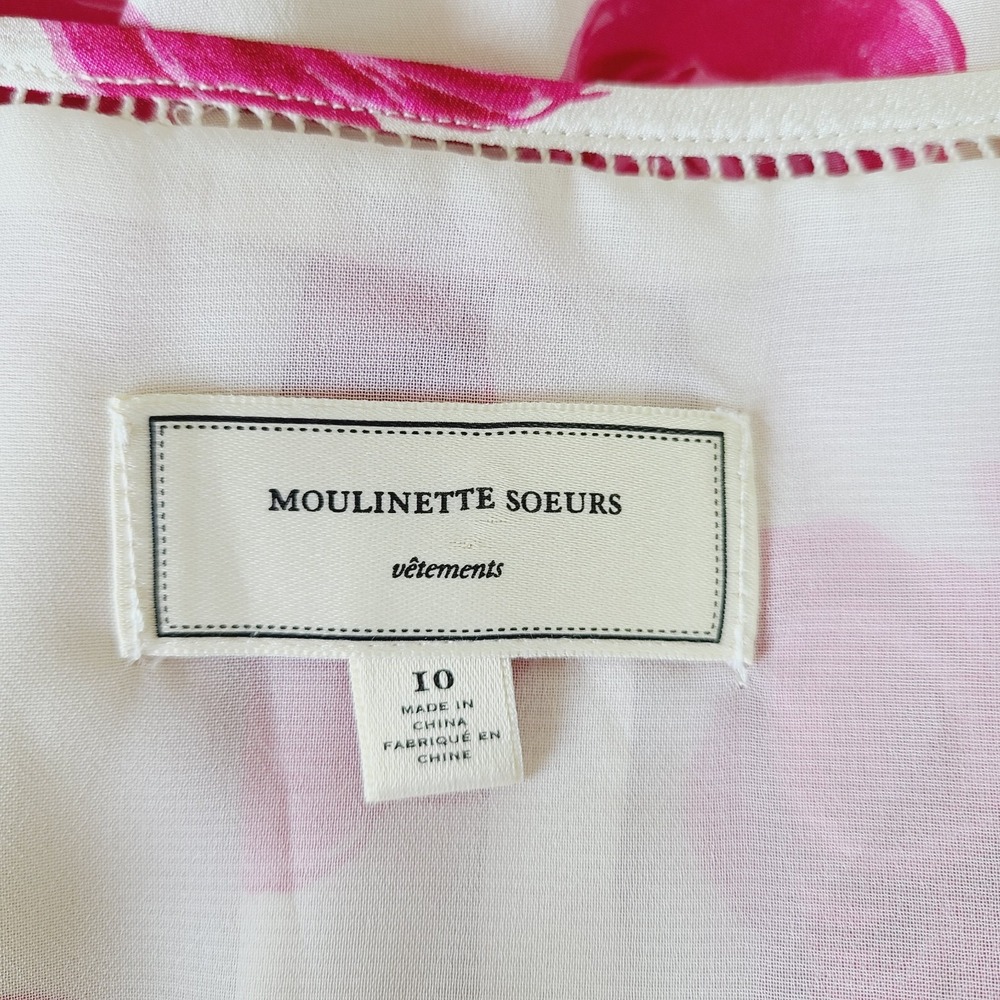 MOULINETTE SOEURS
vêtements
10
MADE IN
CHINA
FABRIQUÉ EN
CHINE